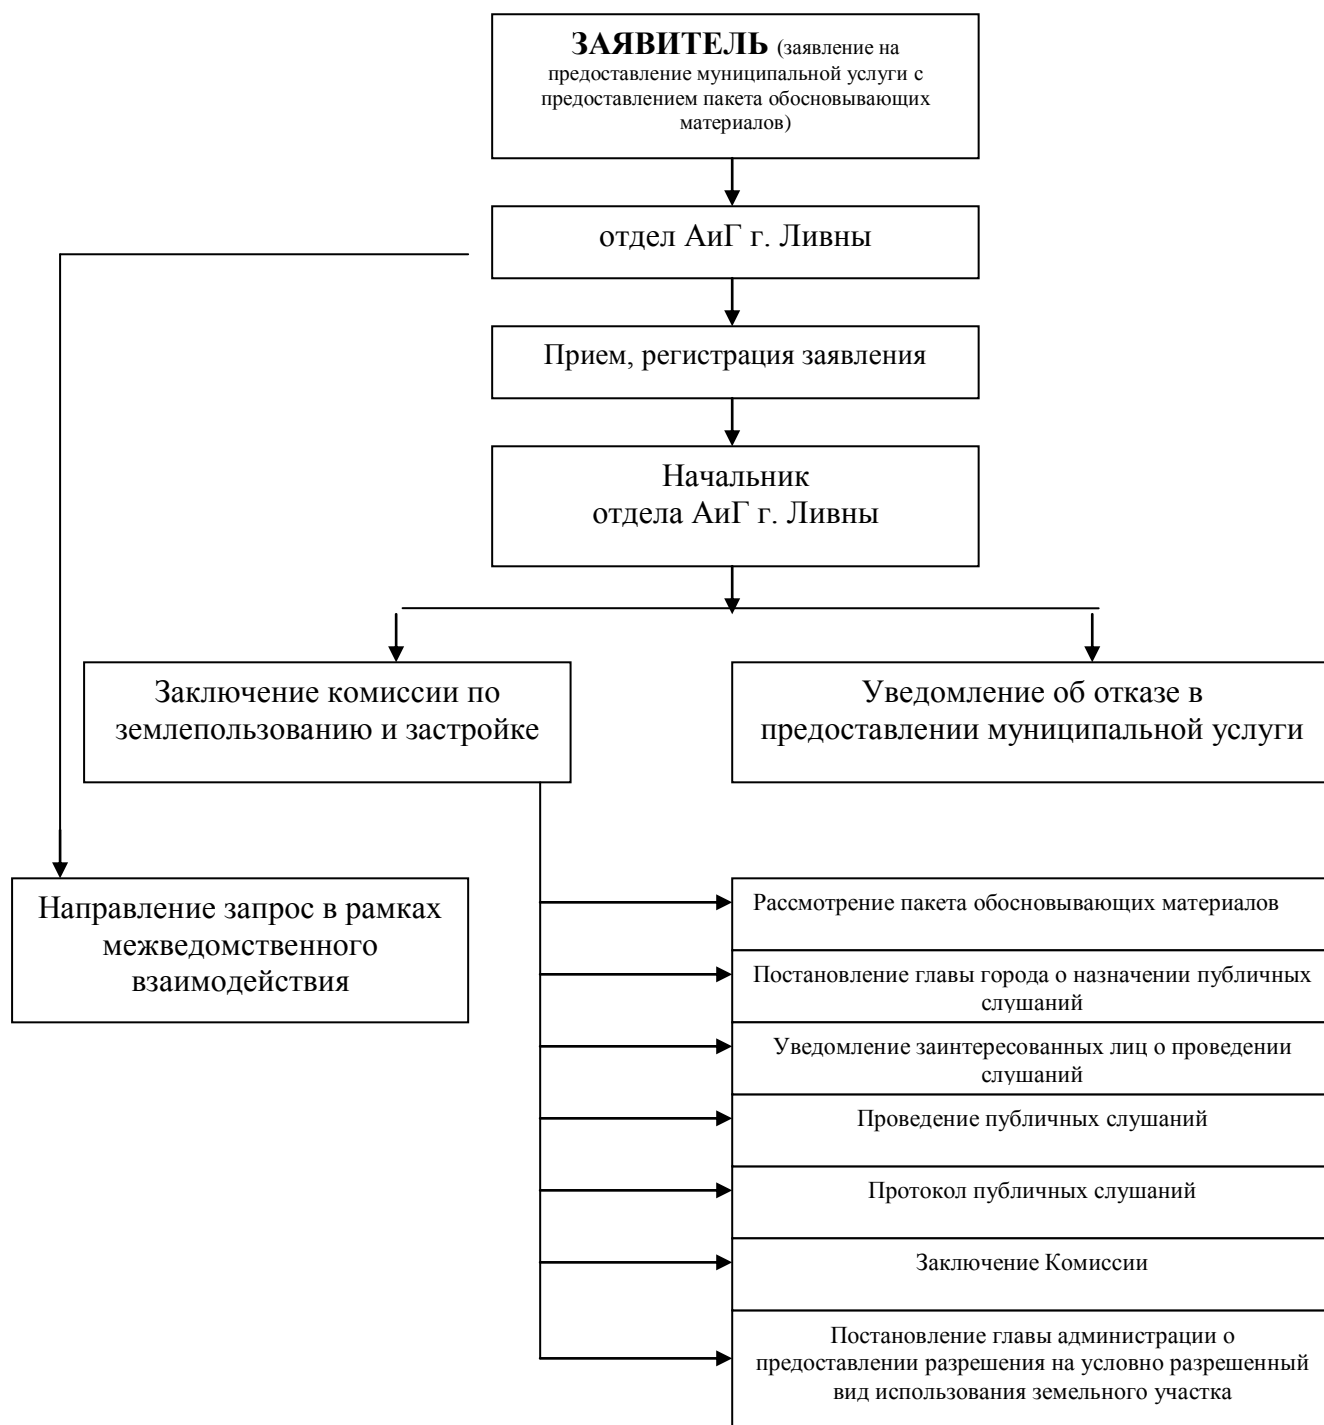 ЗАЯВИТЕЛЬ (заявление на
предоставление муниципальной услуги с
предоставлением пакета обосновывающих
материалов)
отдел АиГ г. Ливны
Прием, регистрация заявления
Начальник
отдела АиГ г. Ливны
Заключение комиссии по
землепользованию и застройке
Уведомление об отказе в
предоставлении муниципальной услуги
Направление запрос в рамках
межведомственного
взаимодействия
Рассмотрение пакета обосновывающих материалов
Постановление главы города о назначении публичных
слушаний
Уведомление заинтересованных лиц о проведении
слушаний
Проведение публичных слушаний
Протокол публичных слушаний
Заключение Комиссии
Постановление главы администрации о
предоставлении разрешения на условно разрешенный
вид использования земельного участка